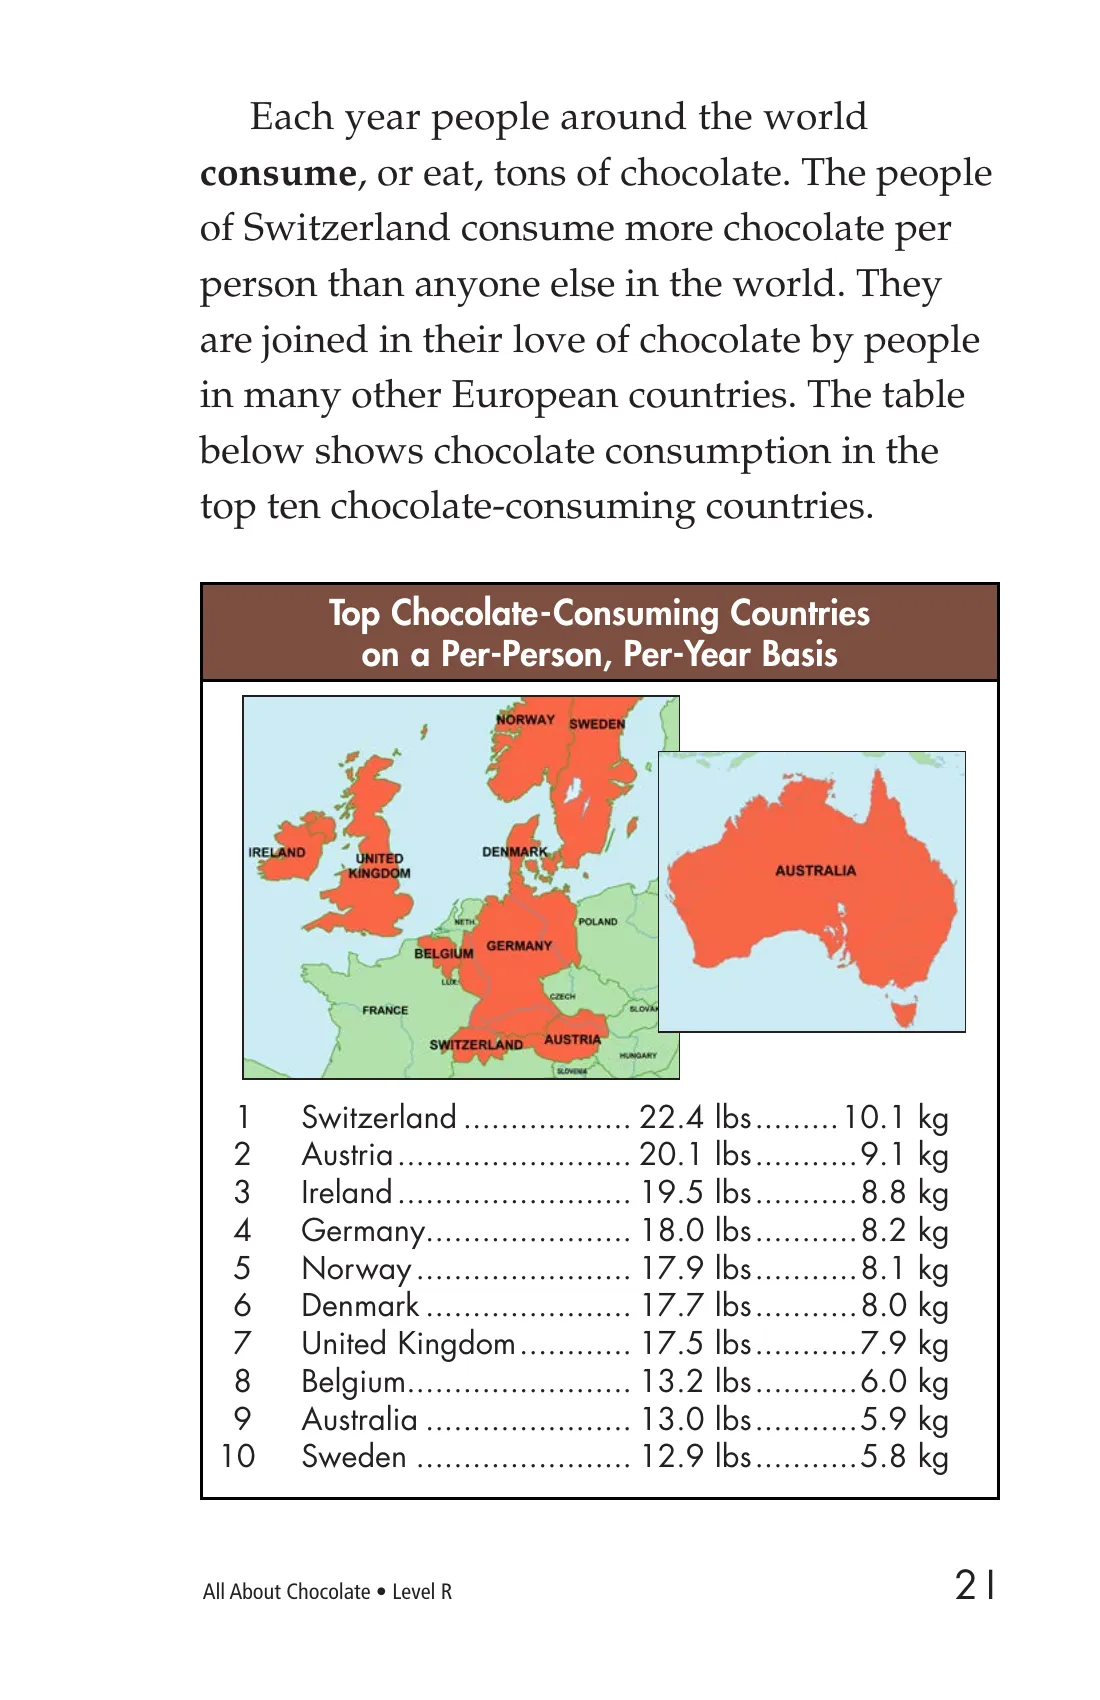 Each year people around the world
consume, or eat, tons of chocolate. The people
of Switzerland consume more chocolate per
person than anyone else in the world. They
are joined in their love of chocolate by people
in many other European countries. The table
below shows chocolate consumption in the
top ten chocolate-consuming countries.
Top Chocolate-Consuming Countries
on a Per-Person, Per-Year Basis
NORWAY SWEDEN
IRELAND
UNITED
KINGDOM
DENMARK
NETH.
POLAND
BELGIUM
GERMANY
LUX.
CZECH
FRANCE
SLOVAK
SWITZERLAND
AUSTRIA
HUNGARY
SLOVENIA
AUSTRALIA
1 Switzerland .................. 22.4 lbs ......... 10.1 kg
2 Austria ......................... 20.1 lbs ........... 9.1 kg
3 Ireland ......................... 19.5 lbs ........... 8.8 kg
4 Germany...................... 18.0 lbs ........... 8.2 kg
5 Norway ....................... 17.9 lbs ........... 8.1 kg
6 Denmark ...................... 17.7 lbs ........... 8.0 kg
7 United Kingdom ............ 17.5 lbs ........... 7.9 kg
8 Belgium........................ 13.2 lbs ........... 6.0 kg
9 Australia ...................... 13.0 lbs ........... 5.9 kg
10 Sweden ....................... 12.9 lbs ........... 5.8 kg
All About Chocolate • Level R
21